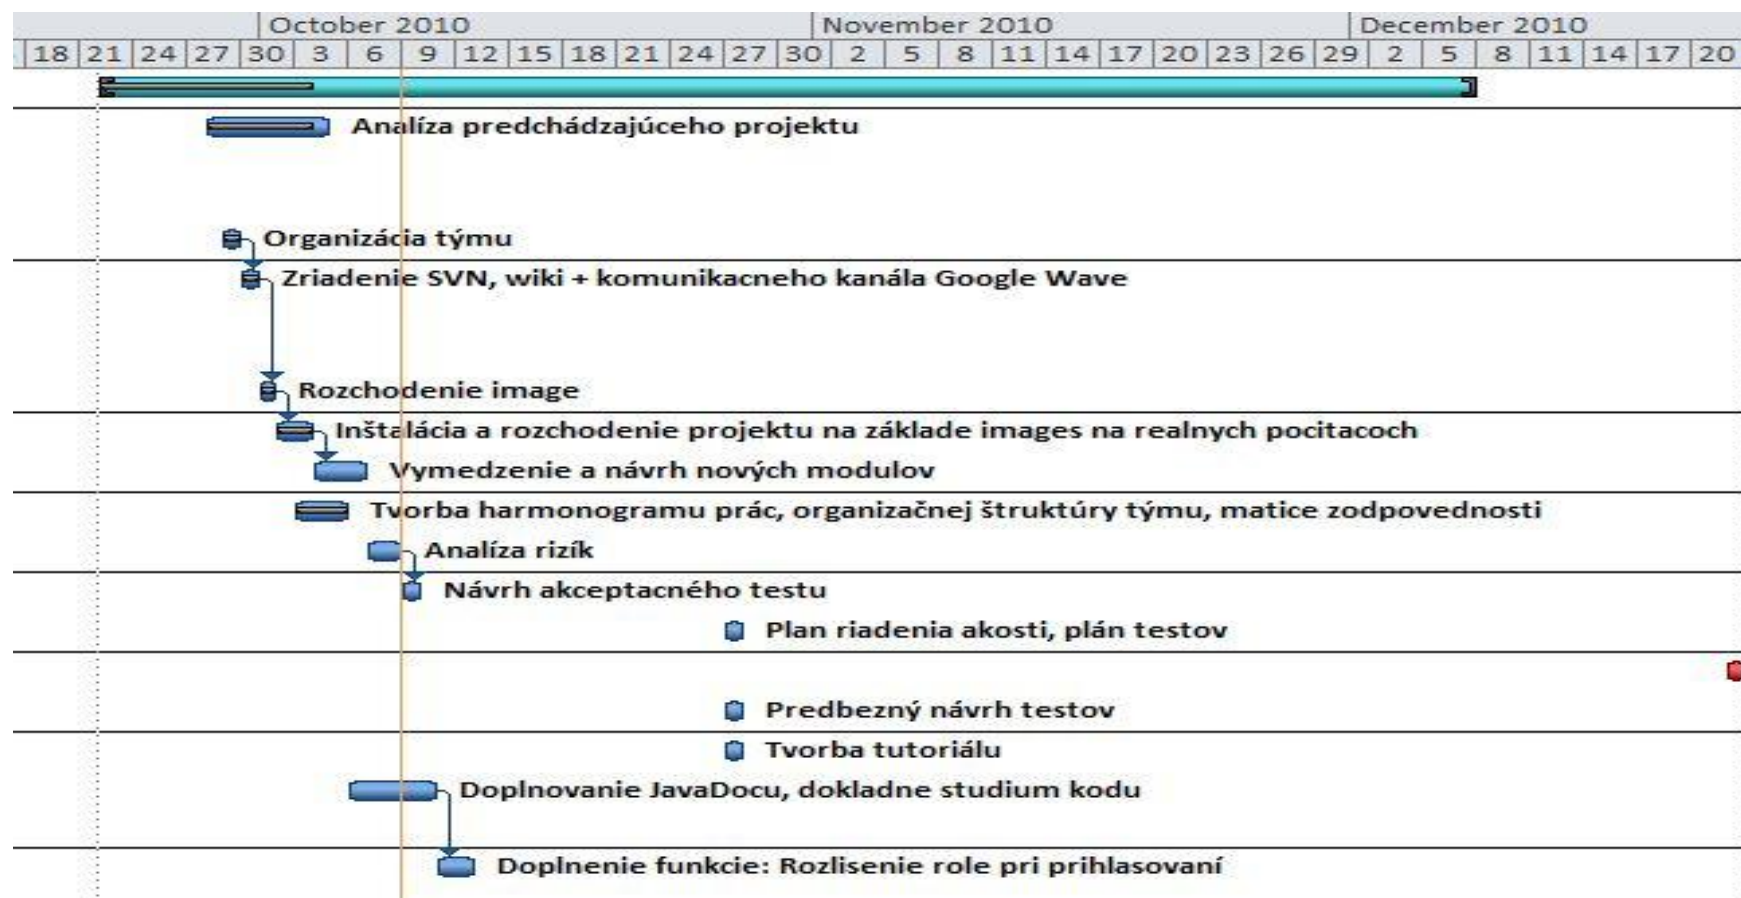 October 2010 November 2010 December 2010
18 21 24 27 30 3 6 9 12 15 18 21 24 27 30 2 5 8 11 14 17 20 23 26 29 2 5 8 11 14 17 20
Analíza predchádzajúceho projektu
Organizácia týmu
Zriadenie SVN, wiki + komunikacneho kanála Google Wave
Rozchodenie image
Inštalácia a rozchodenie projektu na základe images na realnych pocitacoch
Vymedzenie a návrh nových modulov
Tvorba harmonogramu prác, organizačnej štruktúry týmu, matice zodpovednosti
Analíza rizík
Návrh akceptacného testu
Plan riadenia akosti, plán testov
Predbezný návrh testov
Tvorba tutoriálu
Doplnovanie JavaDocu, dokladne studium kodu
Doplnenie funkcie: Rozlisenie role pri prihlasovaní